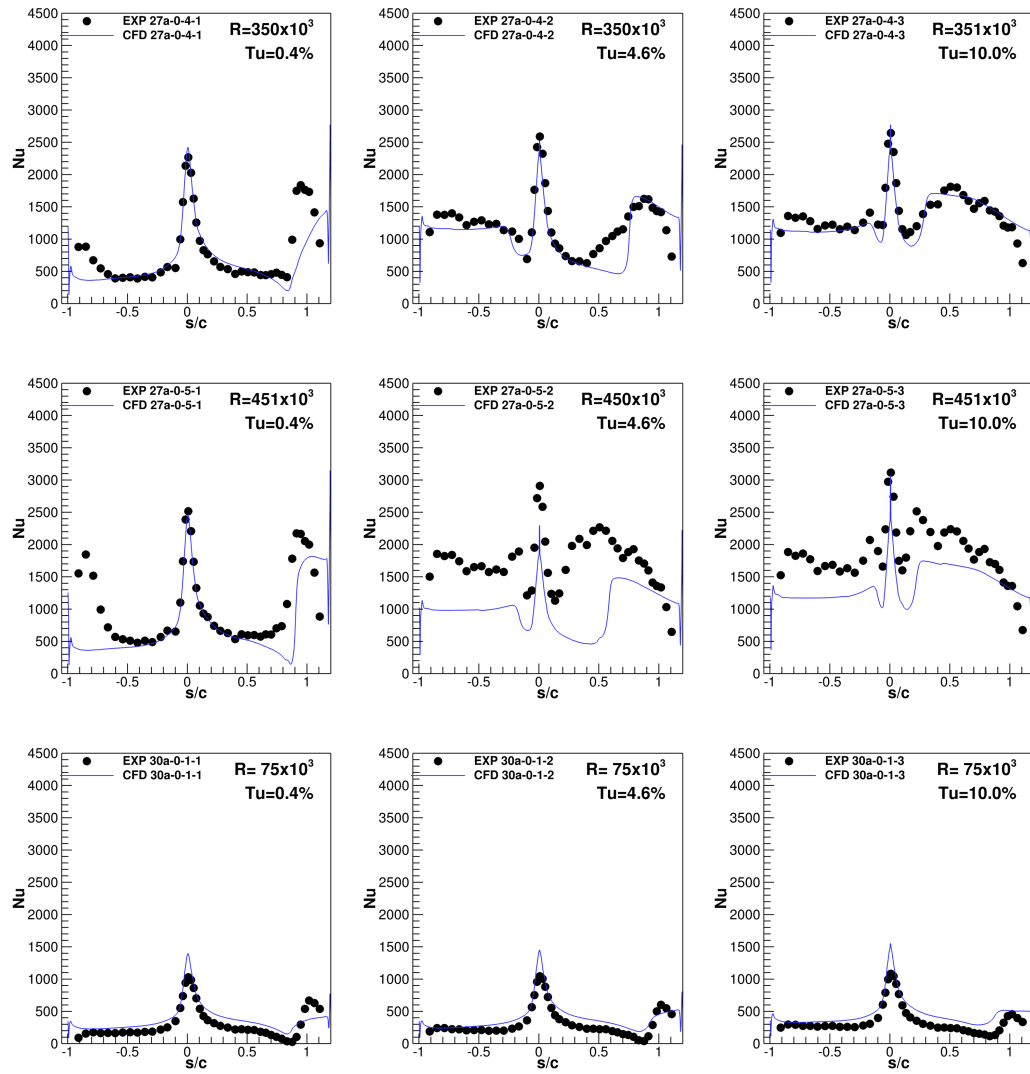 EXP 27a-0-4-1
CFD 27a-0-4-1
R=350x10³
Tu=0.4%
4500
4000
3500
3000
2500
2000
1500
1000
500
0
Nu
-1 -0.5 0 0.5 1
s/c
EXP 27a-0-4-2
CFD 27a-0-4-2
R=350x10³
Tu=4.6%
4500
4000
3500
3000
2500
2000
1500
1000
500
0
Nu
-1 -0.5 0 0.5 1
s/c
EXP 27a-0-4-3
CFD 27a-0-4-3
R=351x10³
Tu=10.0%
4500
4000
3500
3000
2500
2000
1500
1000
500
0
Nu
-1 -0.5 0 0.5 1
s/c
EXP 27a-0-5-1
CFD 27a-0-5-1
R=451x10³
Tu=0.4%
4500
4000
3500
3000
2500
2000
1500
1000
500
0
Nu
-1 -0.5 0 0.5 1
s/c
EXP 27a-0-5-2
CFD 27a-0-5-2
R=450x10³
Tu=4.6%
4500
4000
3500
3000
2500
2000
1500
1000
500
0
Nu
-1 -0.5 0 0.5 1
s/c
EXP 27a-0-5-3
CFD 27a-0-5-3
R=451x10³
Tu=10.0%
4500
4000
3500
3000
2500
2000
1500
1000
500
0
Nu
-1 -0.5 0 0.5 1
s/c
EXP 30a-0-1-1
CFD 30a-0-1-1
R= 75x10³
Tu=0.4%
4500
4000
3500
3000
2500
2000
1500
1000
500
0
Nu
-1 -0.5 0 0.5 1
s/c
EXP 30a-0-1-2
CFD 30a-0-1-2
R= 75x10³
Tu=4.6%
4500
4000
3500
3000
2500
2000
1500
1000
500
0
Nu
-1 -0.5 0 0.5 1
s/c
EXP 30a-0-1-3
CFD 30a-0-1-3
R= 75x10³
Tu=10.0%
4500
4000
3500
3000
2500
2000
1500
1000
500
0
Nu
-1 -0.5 0 0.5 1
s/c